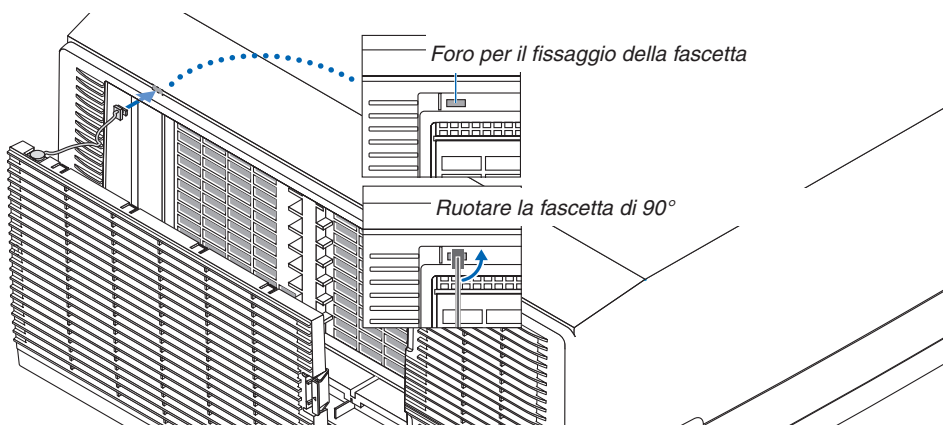 Foro per il fissaggio della fascetta
Ruotare la fascetta di 90°